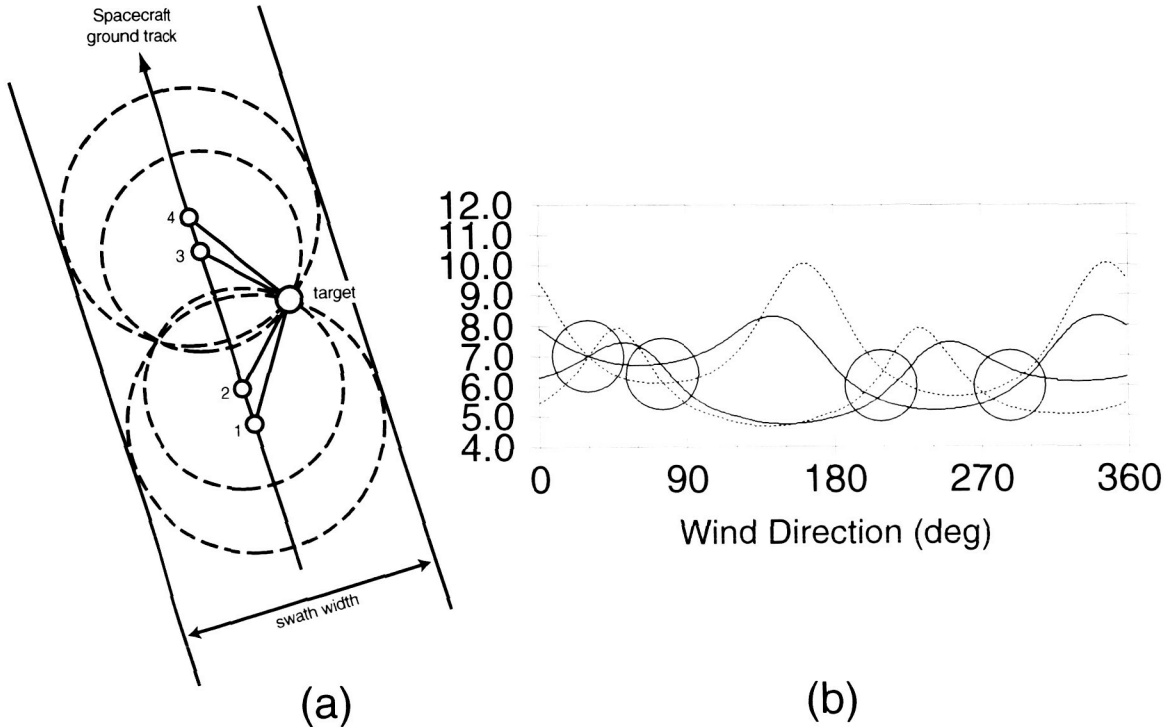 Spacecraft
ground track
4
3
target
2
1
swath width
(a)
12.0
11.0
10.0
9.0
8.0
7.0
6.0
5.0
4.0
0 90 180 270 360
Wind Direction (deg)
(b)